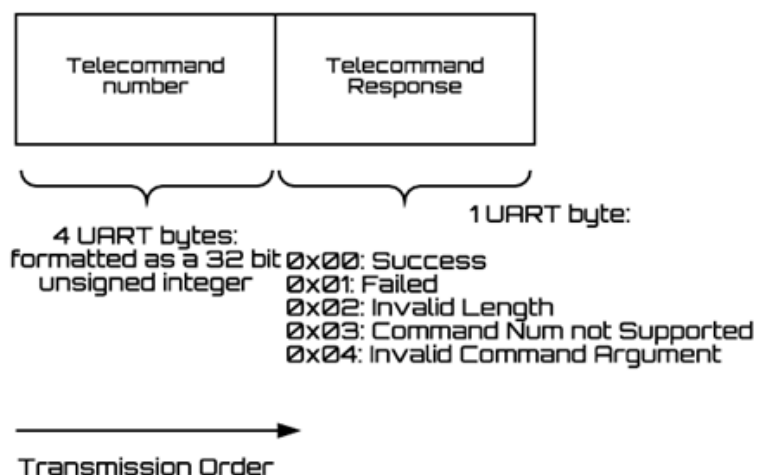 Telecommand
number
Telecommand
Response
4 UART bytes:
formatted as a 32 bit
unsigned integer
1 UART byte:
0x00: Success
0x01: Failed
0x02: Invalid Length
0x03: Command Num not Supported
0x04: Invalid Command Argument
Transmission Order